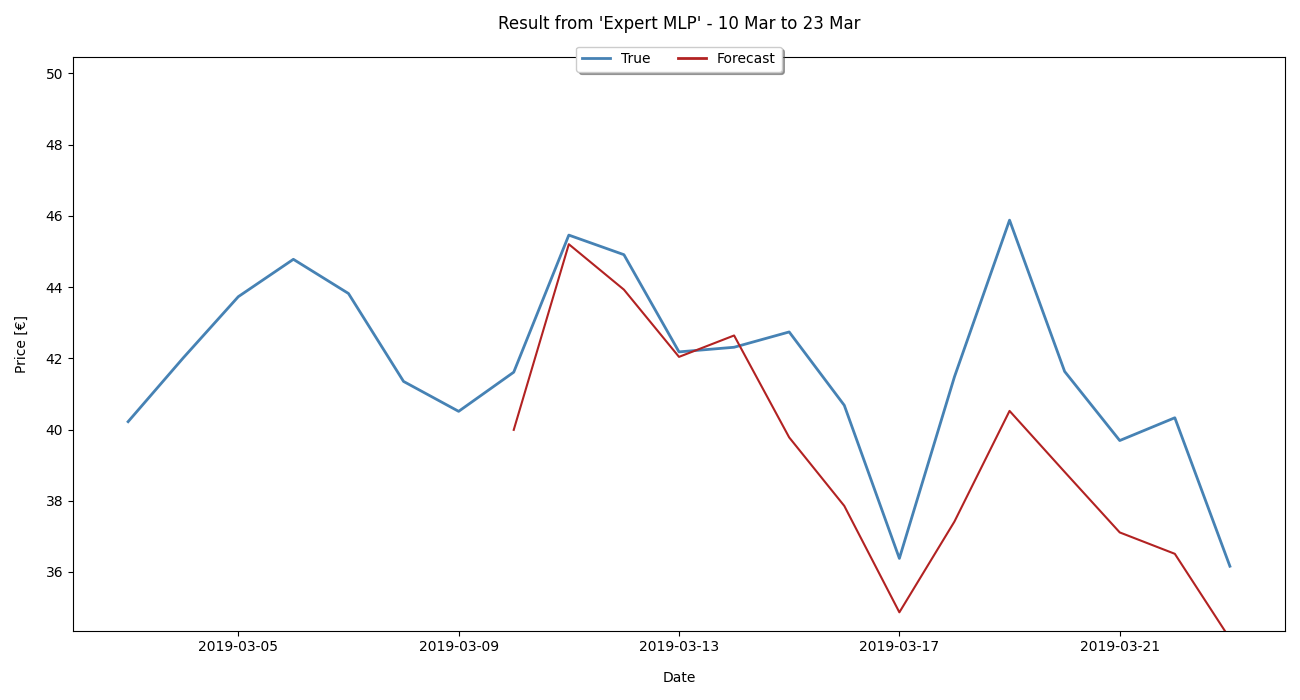 Result from 'Expert MLP' - 10 Mar to 23 Mar
True Forecast
50
48
46
44
42
40
38
36
Price [€]
2019-03-05 2019-03-09 2019-03-13 2019-03-17 2019-03-21
Date